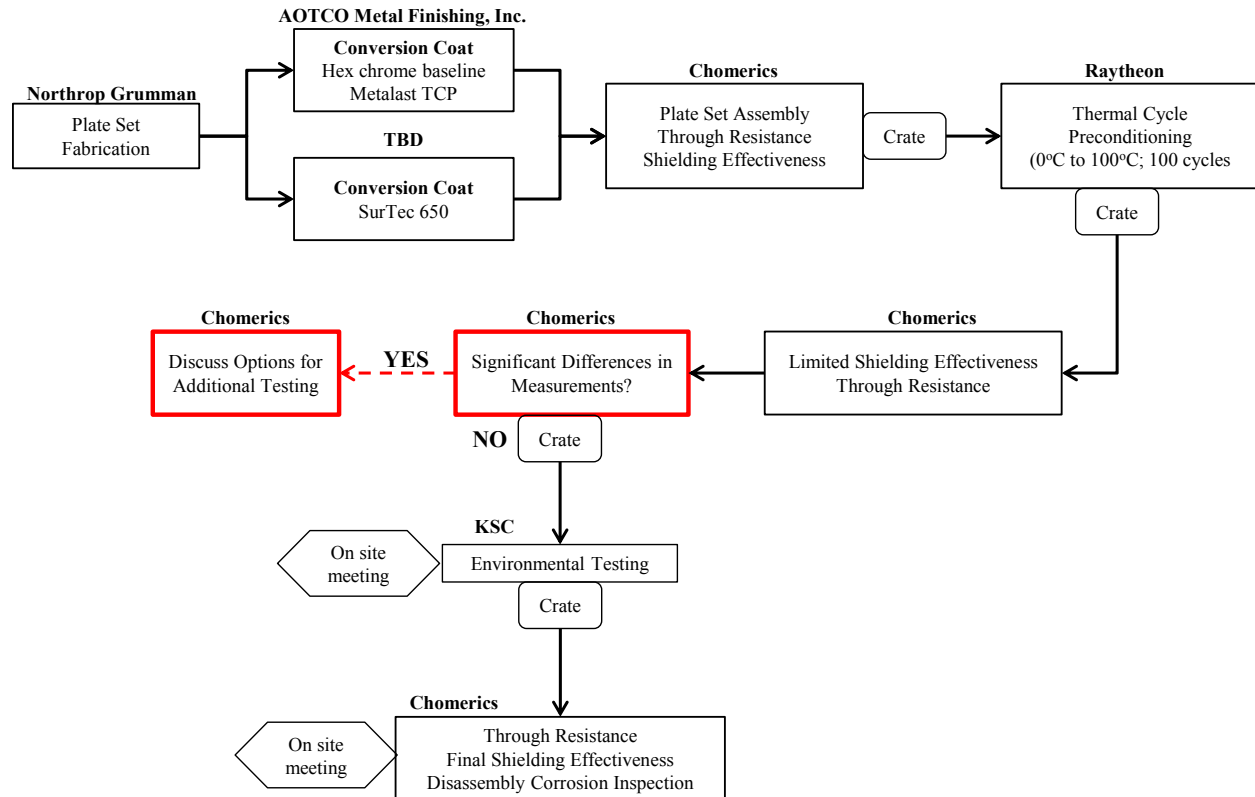 AOTCO Metal Finishing, Inc.
Conversion Coat
Hex chrome baseline
Metalast TCP
Northrop Grumman
Plate Set
Fabrication
TBD
Conversion Coat
SurTec 650
Chomerics
Plate Set Assembly
Through Resistance
Shielding Effectiveness
Crate
Raytheon
Thermal Cycle
Preconditioning
(0°C to 100°C; 100 cycles
Crate
Chomerics
Limited Shielding Effectiveness
Through Resistance
Chomerics
Significant Differences in
Measurements?
YES
Chomerics
Discuss Options for
Additional Testing
NO
Crate
KSC
Environmental Testing
On site
meeting
Crate
Chomerics
Through Resistance
Final Shielding Effectiveness
Disassembly Corrosion Inspection
On site
meeting